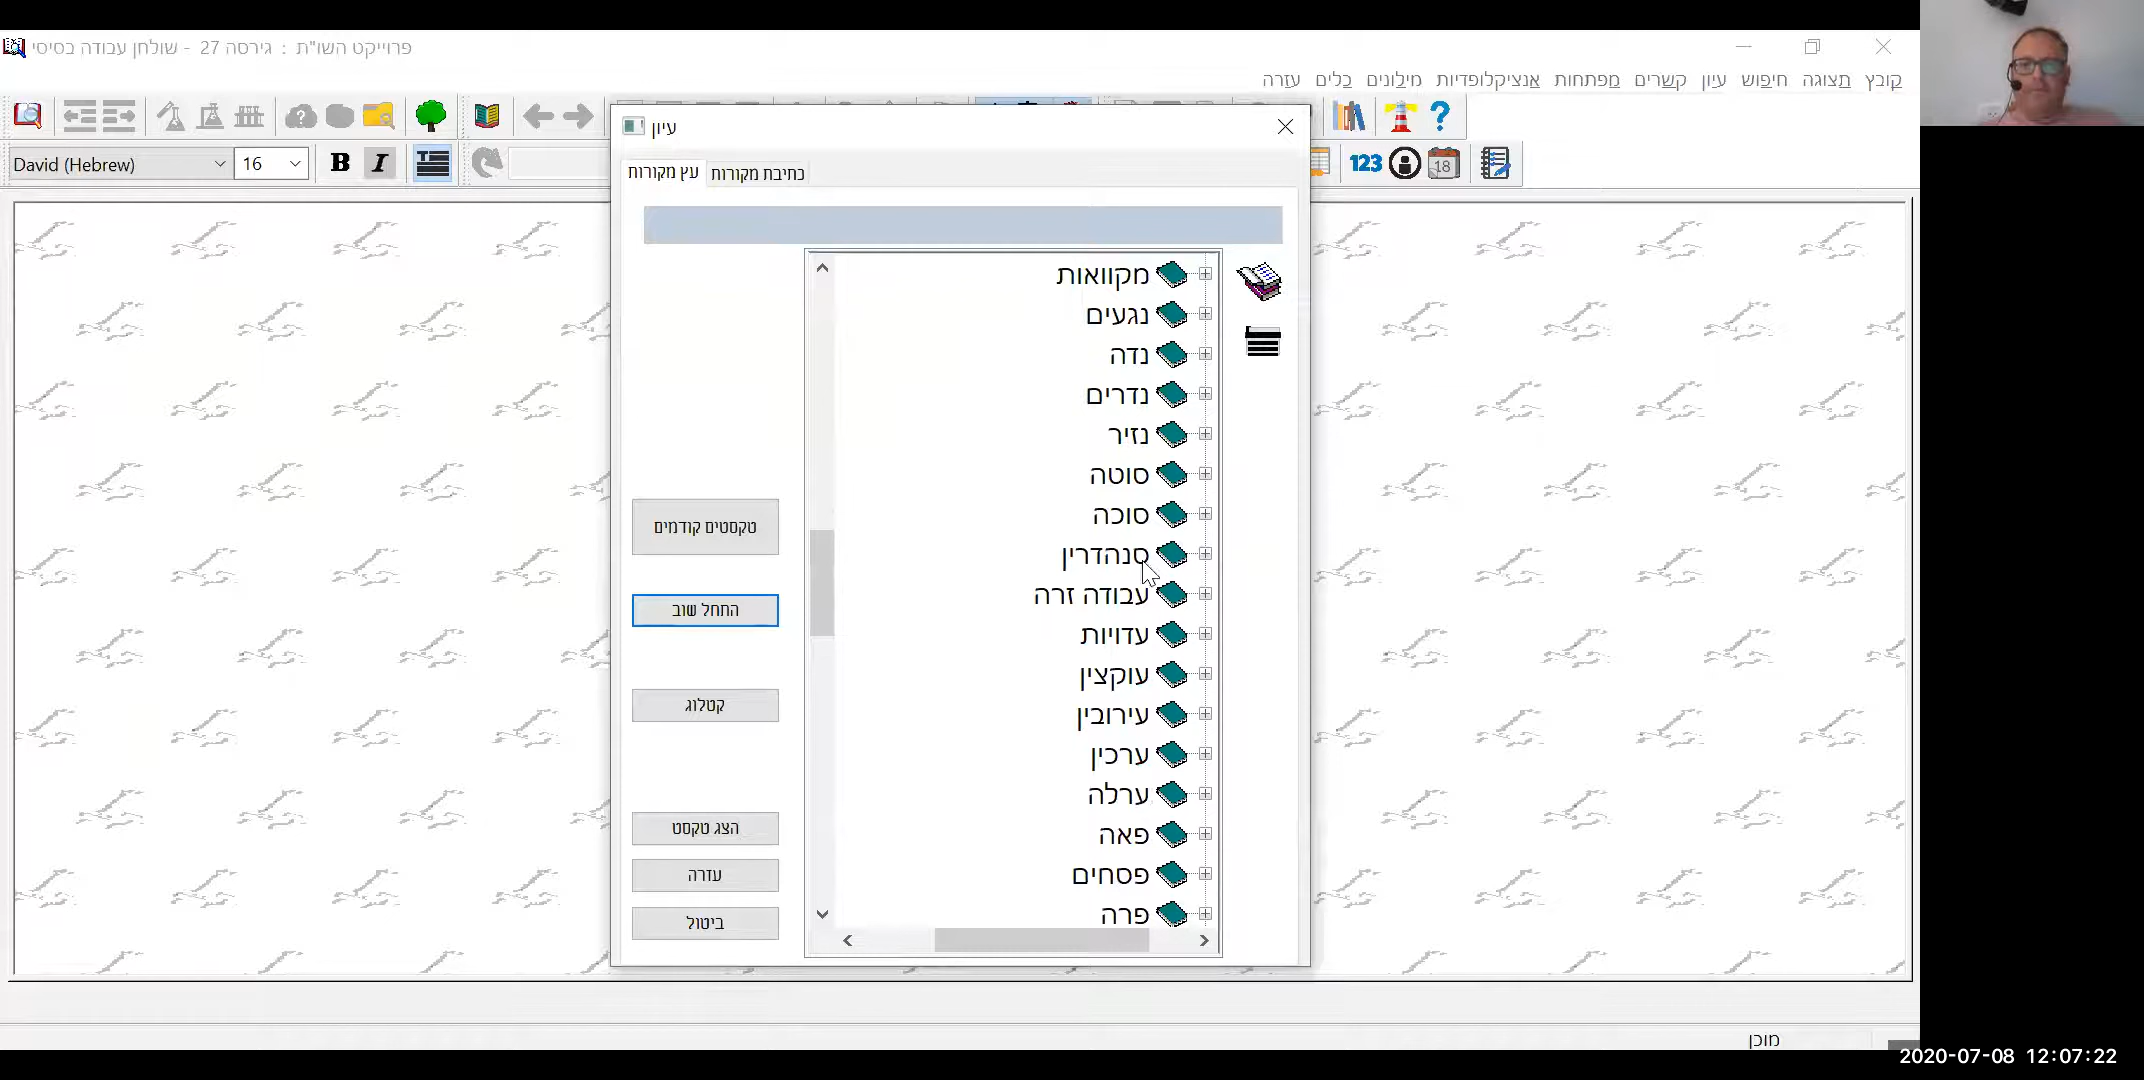 פרוייקט השו"ת : גירסה 27 - שולחן עבודה בסיסי
קובץ תצוגה חיפוש עיון קשרים מפתחות אנציקלופדיות מילונים כלים עזרה
David (Hebrew) 16 B I
123
18
עיון
עץ מקורות
כתיבת מקורות
מקוואות
נגעים
נדה
נדרים
נזיר
סוטה
סוכה
סנהדרין
עבודה זרה
עדויות
עוקצין
עירובין
ערכין
ערלה
פאה
פסחים
פרה
טקסטים קודמים
התחל שוב
קטלוג
הצג טקסט
עזרה
ביטול
מוכן
2020-07-08 12:07:22